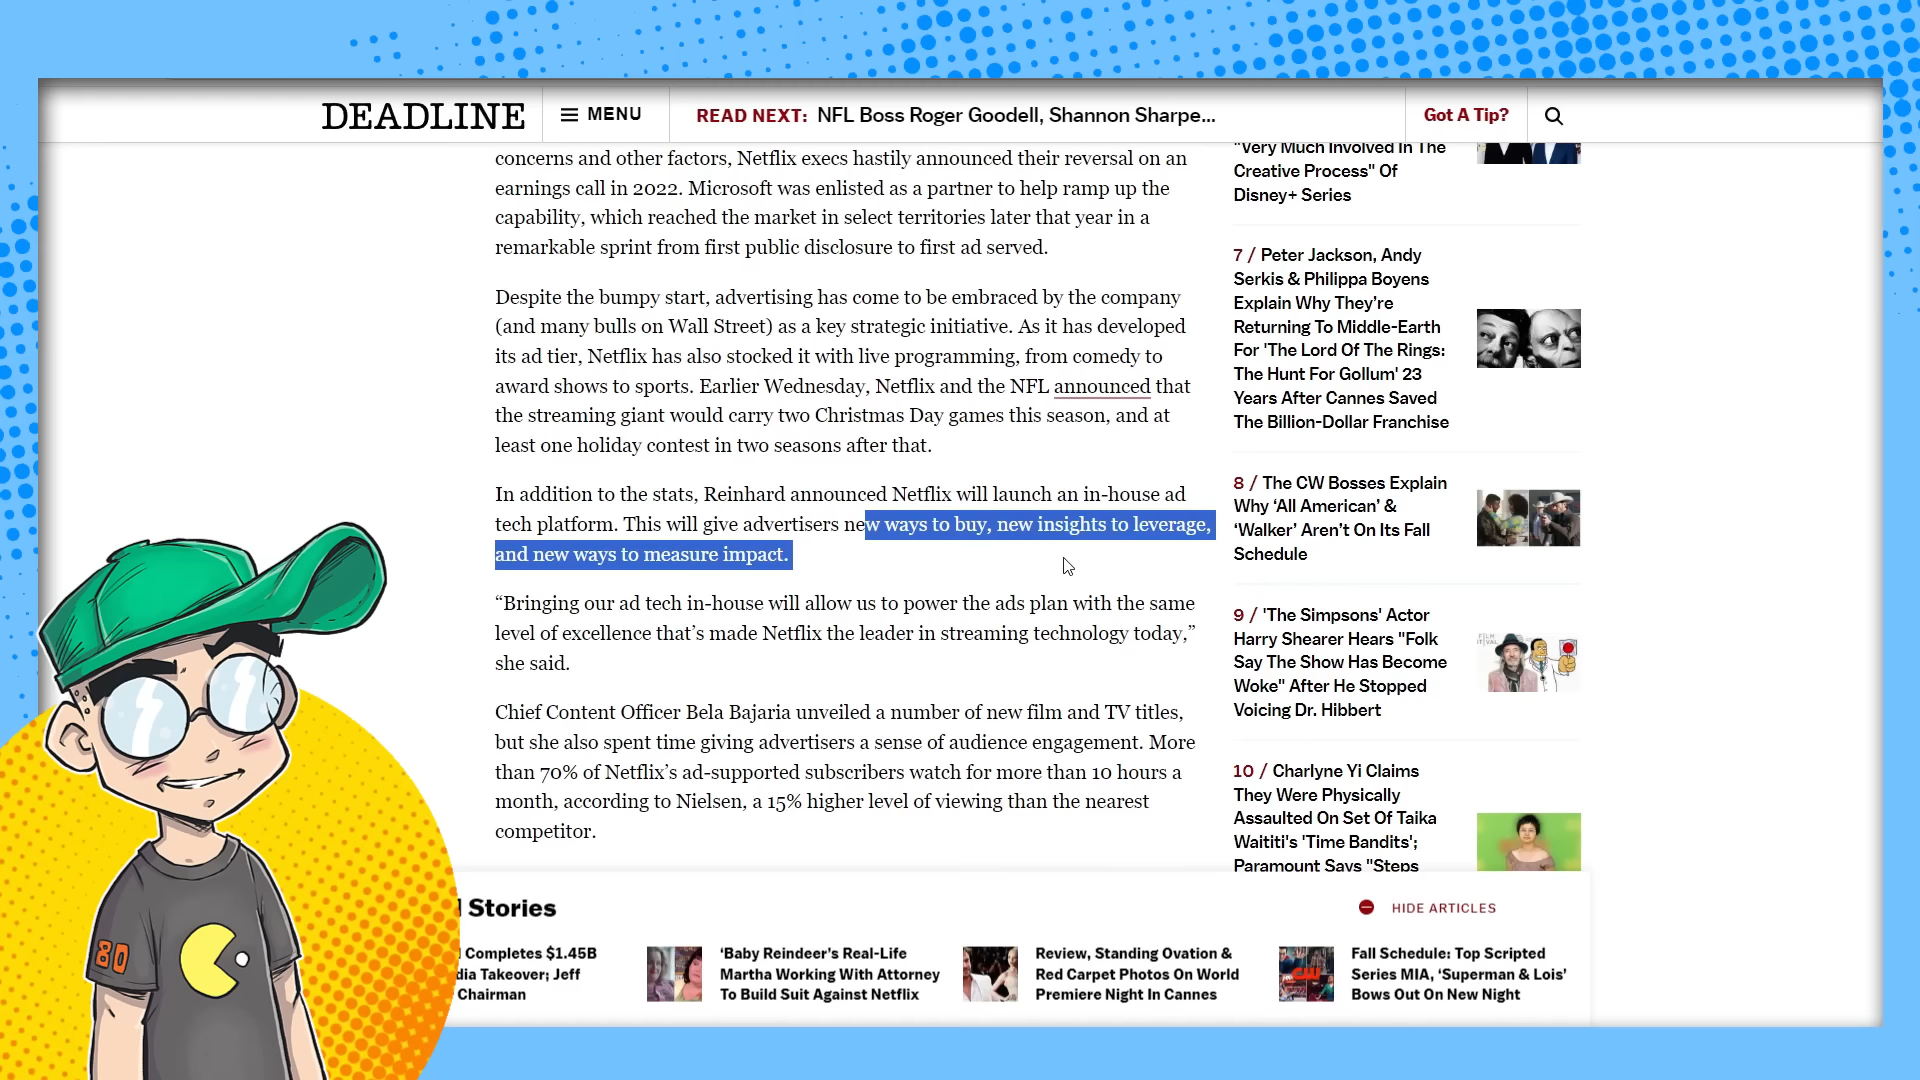 DEADLINE
MENU
READ NEXT: NFL Boss Roger Goodell, Shannon Sharpe...
Got A Tip?
concerns and other factors, Netflix execs hastily announced their reversal on an
earnings call in 2022. Microsoft was enlisted as a partner to help ramp up the
capability, which reached the market in select territories later that year in a
remarkable sprint from first public disclosure to first ad served.
Despite the bumpy start, advertising has come to be embraced by the company
(and many bulls on Wall Street) as a key strategic initiative. As it has developed
its ad tier, Netflix has also stocked it with live programming, from comedy to
award shows to sports. Earlier Wednesday, Netflix and the NFL announced that
the streaming giant would carry two Christmas Day games this season, and at
least one holiday contest in two seasons after that.
In addition to the stats, Reinhard announced Netflix will launch an in-house ad
tech platform. This will give advertisers new ways to buy, new insights to leverage,
and new ways to measure impact.
“Bringing our ad tech in-house will allow us to power the ads plan with the same
level of excellence that’s made Netflix the leader in streaming technology today,”
she said.
Chief Content Officer Bela Bajaria unveiled a number of new film and TV titles,
but she also spent time giving advertisers a sense of audience engagement. More
than 70% of Netflix’s ad-supported subscribers watch for more than 10 hours a
month, according to Nielsen, a 15% higher level of viewing than the nearest
competitor.
"Very Much Involved In The
Creative Process" Of
Disney+ Series
7 / Peter Jackson, Andy
Serkis & Philippa Boyens
Explain Why They’re
Returning To Middle-Earth
For 'The Lord Of The Rings:
The Hunt For Gollum' 23
Years After Cannes Saved
The Billion-Dollar Franchise
8 / The CW Bosses Explain
Why ‘All American’ &
‘Walker’ Aren’t On Its Fall
Schedule
9 / 'The Simpsons' Actor
Harry Shearer Hears "Folk
Say The Show Has Become
Woke" After He Stopped
Voicing Dr. Hibbert
10 / Charlyne Yi Claims
They Were Physically
Assaulted On Set Of Taika
Waititi's 'Time Bandits';
Paramount Says "Steps
Stories
HIDE ARTICLES
Completes $1.45B
dia Takeover; Jeff
Chairman
‘Baby Reindeer’s Real-Life
Martha Working With Attorney
To Build Suit Against Netflix
Review, Standing Ovation &
Red Carpet Photos On World
Premiere Night In Cannes
CW
Fall Schedule: Top Scripted
Series MIA, ‘Superman & Lois’
Bows Out On New Night
80